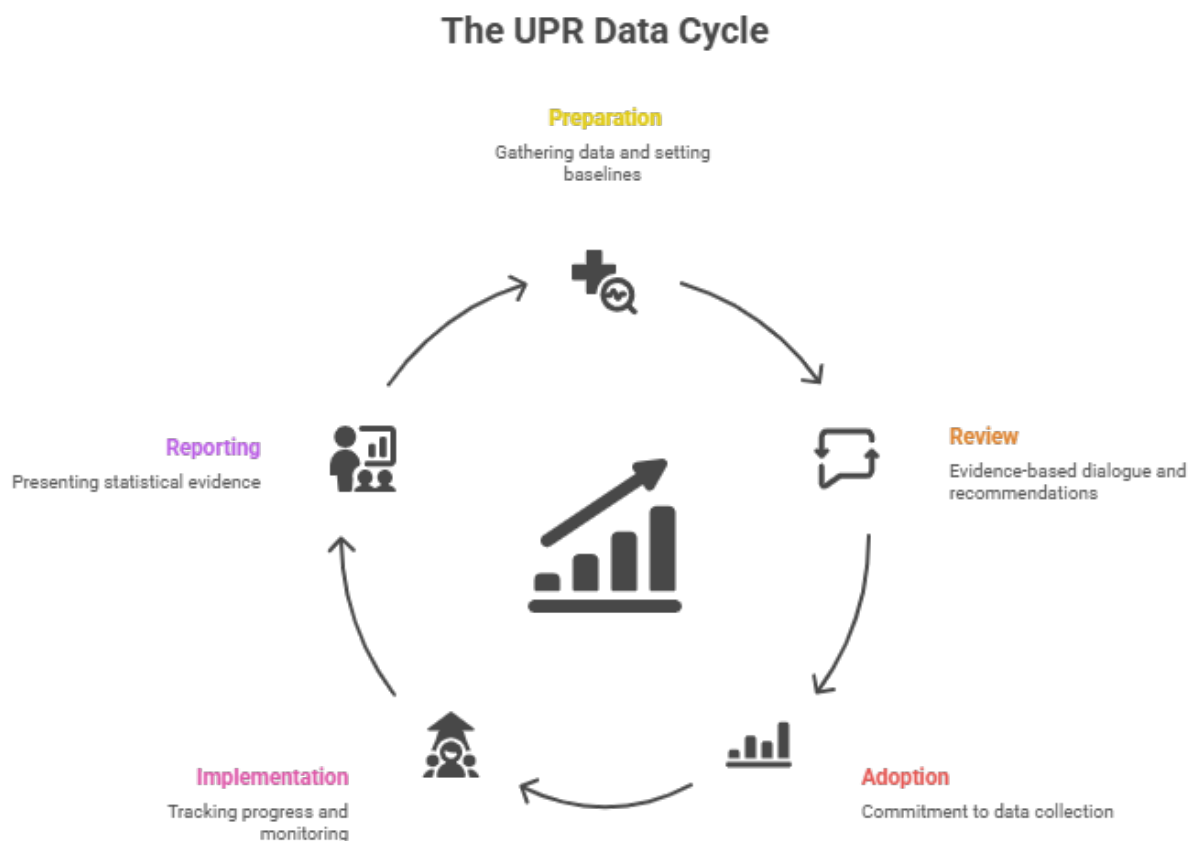 The UPR Data Cycle
Preparation
Gathering data and setting
baselines
Review
Evidence-based dialogue and
recommendations
Adoption
Commitment to data collection
Implementation
Tracking progress and
monitoring
Reporting
Presenting statistical evidence